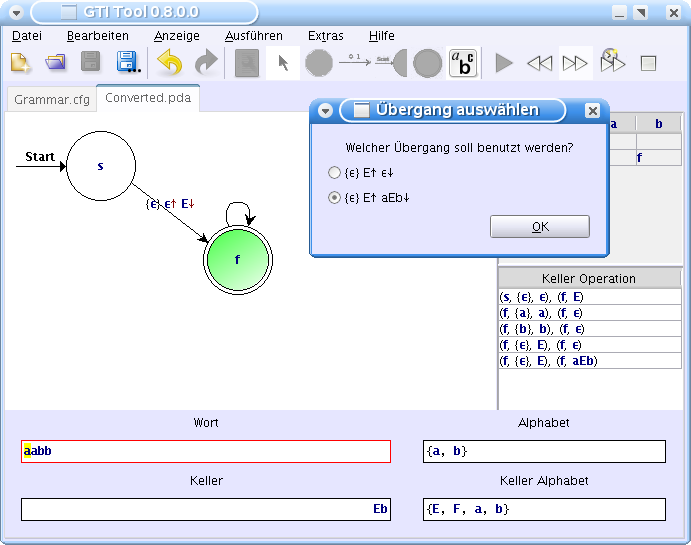 GTI Tool 0.8.0.0
Datei Bearbeiten Anzeige Ausführen Extras Hilfe
Grammar.cfg Converted.pda
Start
s
{ϵ} ϵ↑ E↓
f
Übergang auswählen
Welcher Übergang soll benutzt werden?
{ϵ} E↑ ϵ↓
{ϵ} E↑ aEb↓
OK
a b
f
Keller Operation
(s, {ϵ}, ϵ), (f, E)
(f, {a}, a), (f, ϵ)
(f, {b}, b), (f, ϵ)
(f, {ϵ}, E), (f, ϵ)
(f, {ϵ}, E), (f, aEb)
Wort
aabb
Alphabet
{a, b}
Keller
Eb
Keller Alphabet
{E, F, a, b}